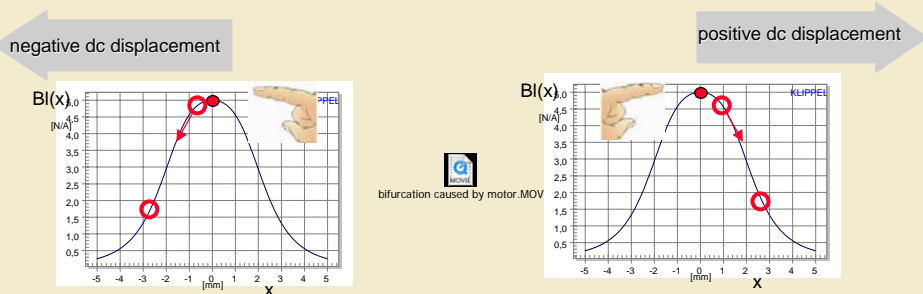 negative dc displacement
positive dc displacement
Bl(x)
5,0
[N/A]
4,5
4,0
3,5
3,0
2,5
2,0
1,5
1,0
0,5
-5 -4 -3 -2 -1 0 1 2 3 4 5
[mm]
x
MOVIE
bifurcation caused by motor.MOV
Bl(x)
5,0
KLIPPEL
[N/A]
4,5
4,0
3,5
3,0
2,5
2,0
1,5
1,0
0,5
-5 -4 -3 -2 -1 0 1 2 3 4 5
[mm]
x